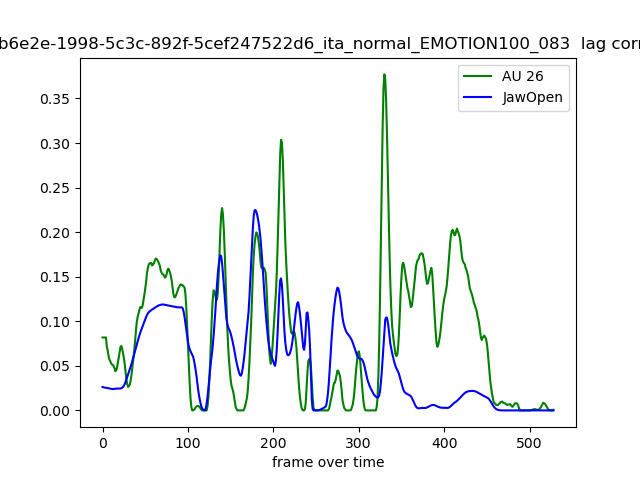 b6e2e-1998-5c3c-892f-5cef247522d6_ita_normal_EMOTION100_083 lag corr
AU 26
JawOpen
0.35
0.30
0.25
0.20
0.15
0.10
0.05
0.00
0 100 200 300 400 500
frame over time